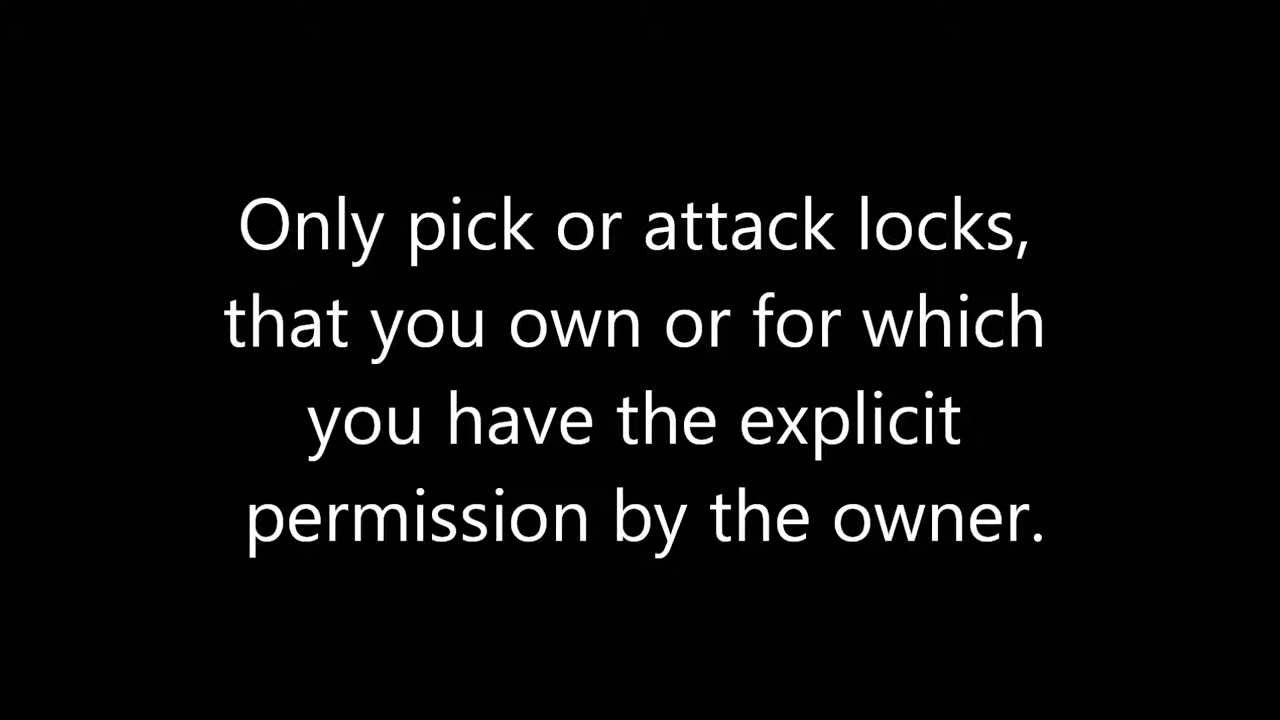 Only pick or attack locks,
that you own or for which
you have the explicit
permission by the owner.